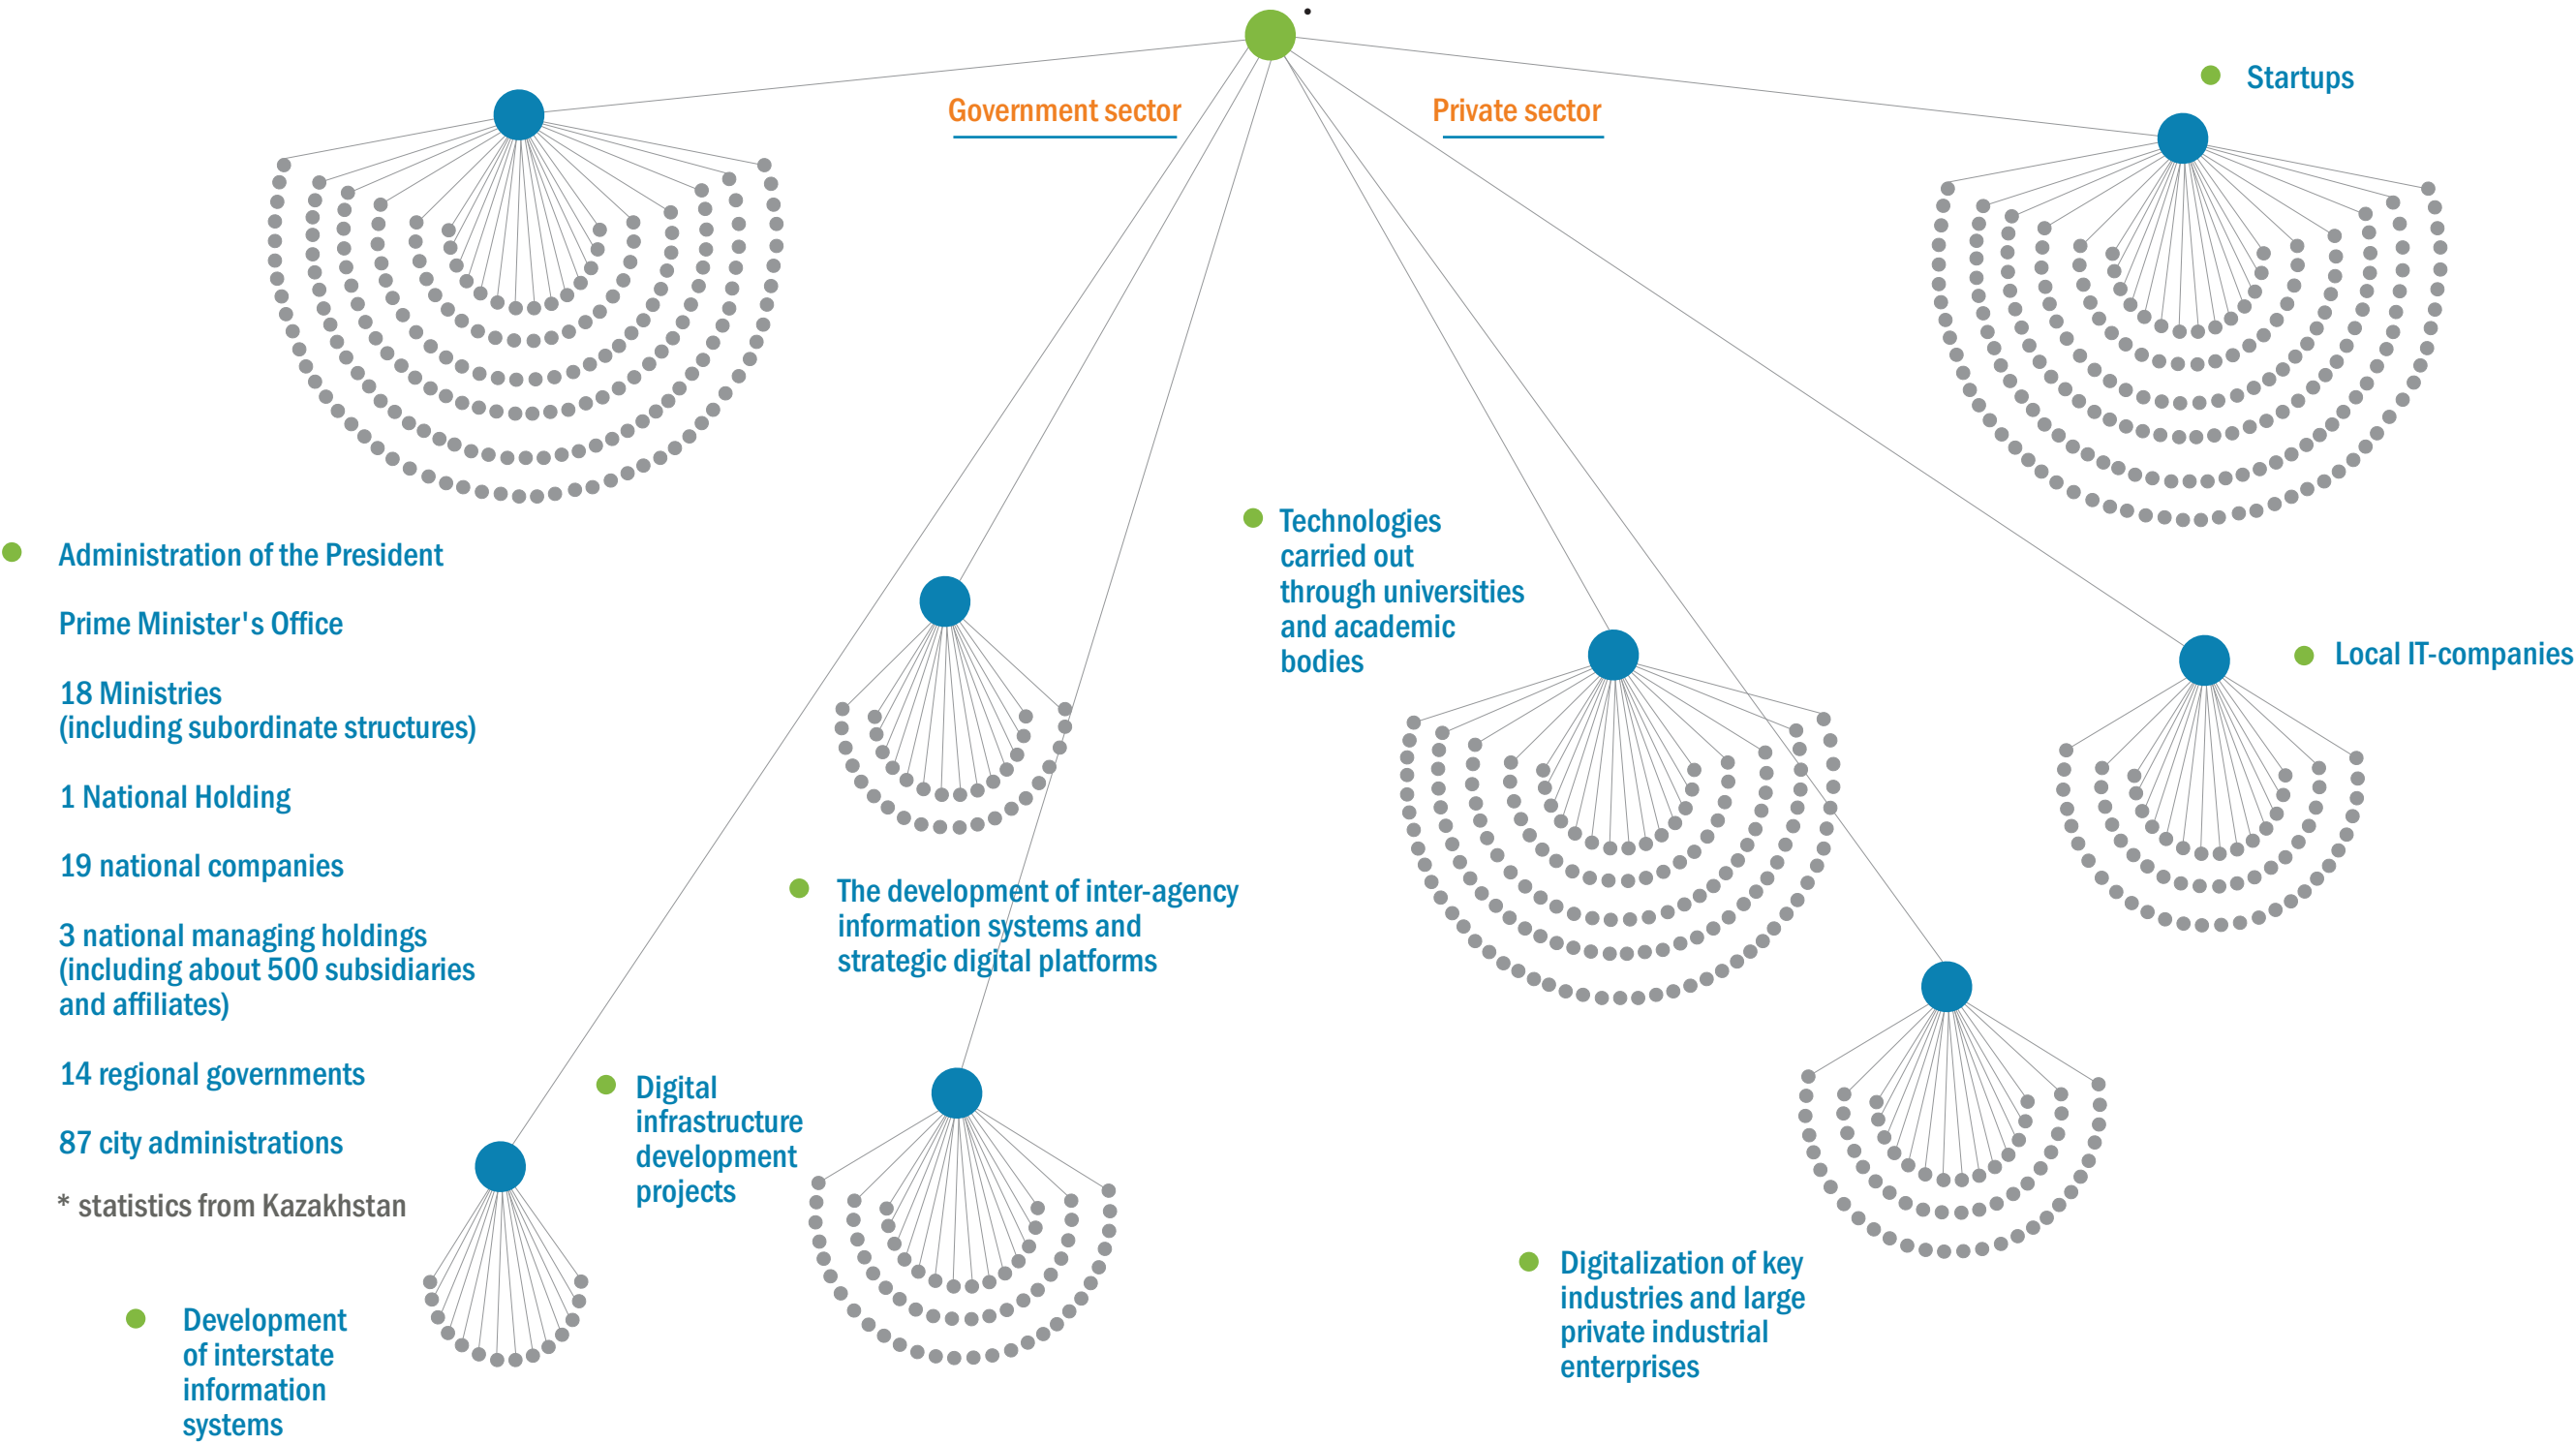 Government sector
Private sector
Startups
Administration of the President
Prime Minister's Office
18 Ministries
(including subordinate structures)
1 National Holding
19 national companies
3 national managing holdings
(including about 500 subsidiaries
and affiliates)
14 regional governments
87 city administrations
* statistics from Kazakhstan
Development
of interstate
information
systems
Digital
infrastructure
development
projects
The development of inter-agency
information systems and
strategic digital platforms
Technologies
carried out
through universities
and academic
bodies
Local IT-companies
Digitalization of key
industries and large
private industrial
enterprises